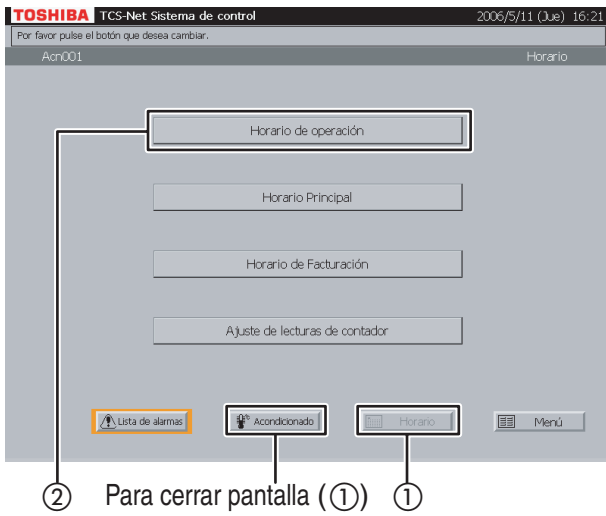 TOSHIBA TCS-Net Sistema de control 2006/5/11 (Jue) 16:21
Por favor pulse el botón que desea cambiar.
Acn001 Horario
Horario de operación
Horario Principal
Horario de Facturación
Ajuste de lecturas de contador
Lista de alarmas Acondicionado Horario Menú
② Para cerrar pantalla (①) ①